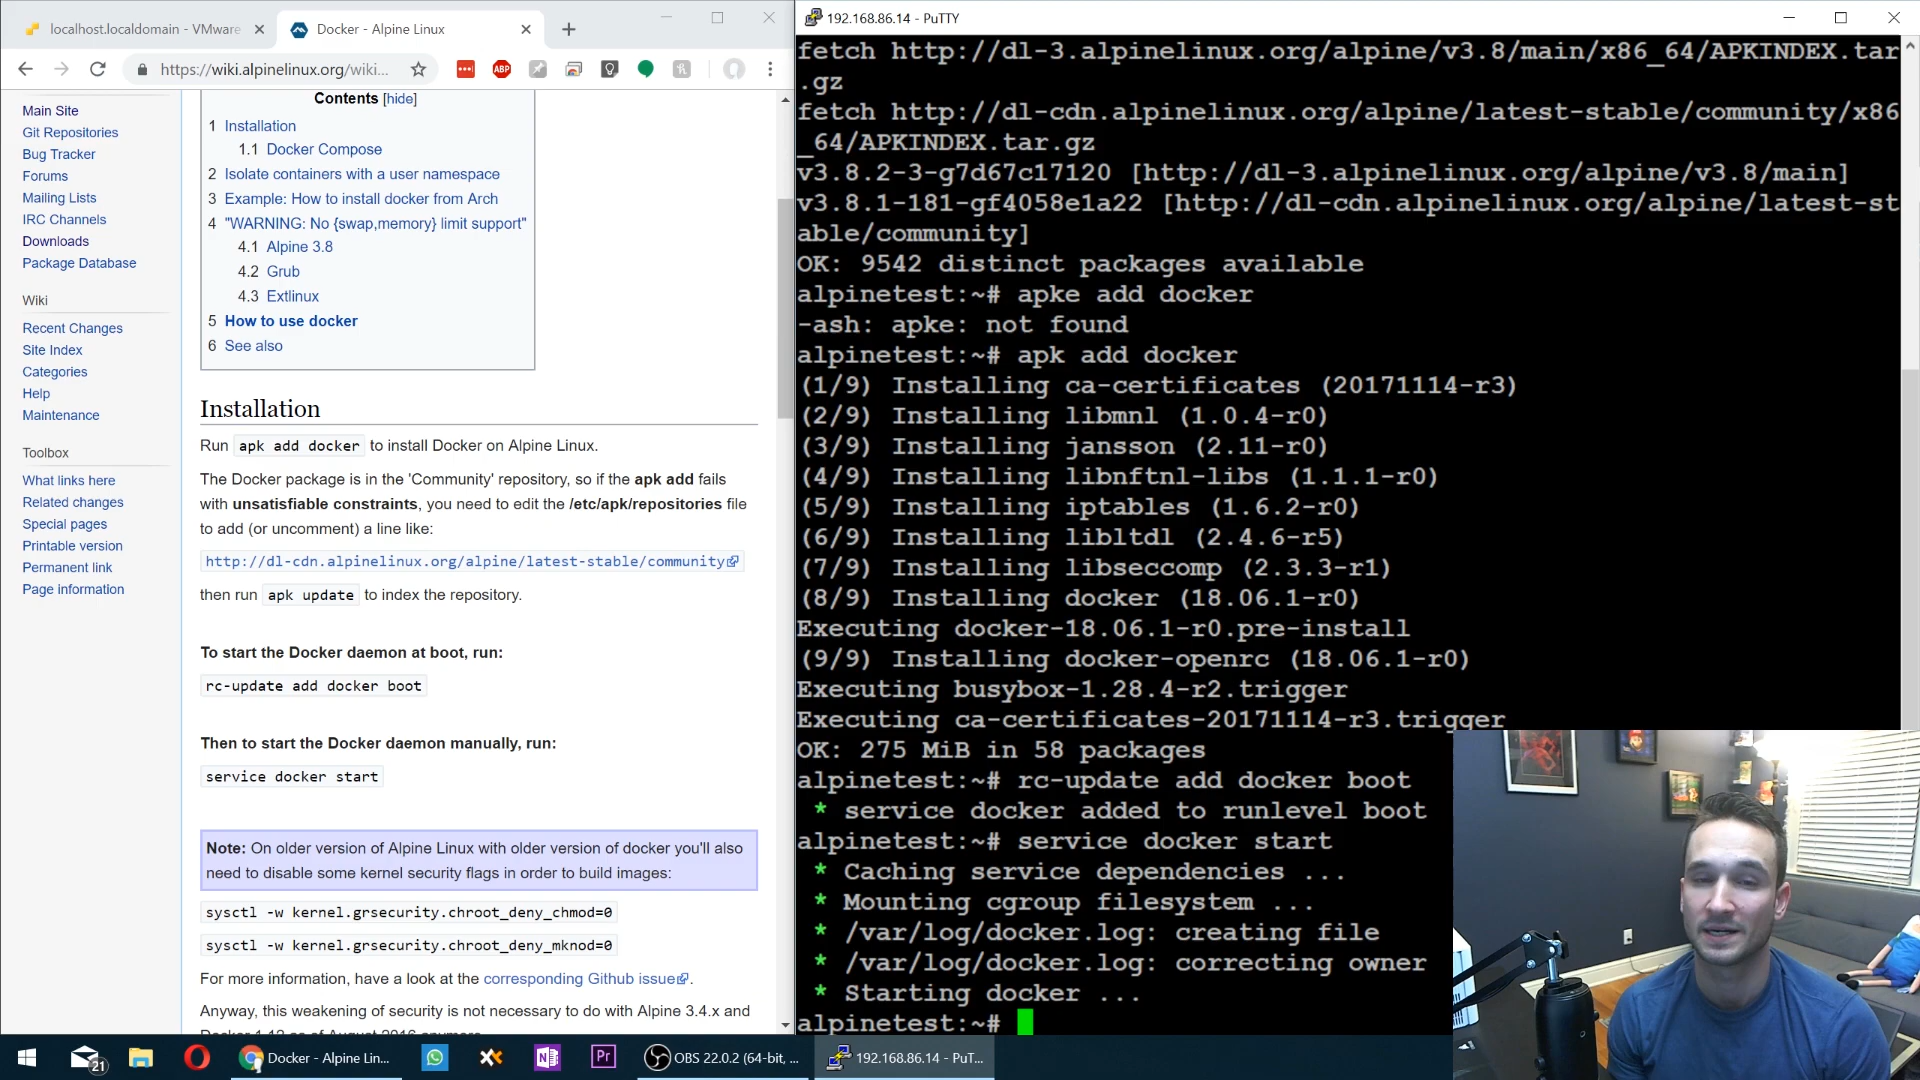 localhost.localdomain - VMware
Docker - Alpine Linux
https://wiki.alpinelinux.org/wiki...
ABP
Main Site
Git Repositories
Bug Tracker
Forums
Mailing Lists
IRC Channels
Downloads
Package Database
Wiki
Recent Changes
Site Index
Categories
Help
Maintenance
Toolbox
What links here
Related changes
Special pages
Printable version
Permanent link
Page information
Contents [hide]
1 Installation
1.1 Docker Compose
2 Isolate containers with a user namespace
3 Example: How to install docker from Arch
4 "WARNING: No {swap,memory} limit support"
4.1 Alpine 3.8
4.2 Grub
4.3 Extlinux
5 How to use docker
6 See also
Installation
Run apk add docker to install Docker on Alpine Linux.
The Docker package is in the 'Community' repository, so if the apk add fails
with unsatisfiable constraints, you need to edit the /etc/apk/repositories file
to add (or uncomment) a line like:
http://dl-cdn.alpinelinux.org/alpine/latest-stable/community
then run apk update to index the repository.
To start the Docker daemon at boot, run:
rc-update add docker boot
Then to start the Docker daemon manually, run:
service docker start
Note: On older version of Alpine Linux with older version of docker you'll also
need to disable some kernel security flags in order to build images:
sysctl -w kernel.grsecurity.chroot_deny_chmod=0
sysctl -w kernel.grsecurity.chroot_deny_mknod=0
For more information, have a look at the corresponding Github issue.
Anyway, this weakening of security is not necessary to do with Alpine 3.4.x and
Docker 1.12 as of August 2016 anymore.
192.168.86.14 - PuTTY
fetch http://dl-3.alpinelinux.org/alpine/v3.8/main/x86_64/APKINDEX.tar
.gz
fetch http://dl-cdn.alpinelinux.org/alpine/latest-stable/community/x86
_64/APKINDEX.tar.gz
v3.8.2-3-g7d67c17120 [http://dl-3.alpinelinux.org/alpine/v3.8/main]
v3.8.1-181-gf4058e1a22 [http://dl-cdn.alpinelinux.org/alpine/latest-st
able/community]
OK: 9542 distinct packages available
alpinetest:~# apke add docker
-ash: apke: not found
alpinetest:~# apk add docker
(1/9) Installing ca-certificates (20171114-r3)
(2/9) Installing libmnl (1.0.4-r0)
(3/9) Installing jansson (2.11-r0)
(4/9) Installing libnftnl-libs (1.1.1-r0)
(5/9) Installing iptables (1.6.2-r0)
(6/9) Installing libltdl (2.4.6-r5)
(7/9) Installing libseccomp (2.3.3-r1)
(8/9) Installing docker (18.06.1-r0)
Executing docker-18.06.1-r0.pre-install
(9/9) Installing docker-openrc (18.06.1-r0)
Executing busybox-1.28.4-r2.trigger
Executing ca-certificates-20171114-r3.trigger
OK: 275 MiB in 58 packages
alpinetest:~# rc-update add docker boot
* service docker added to runlevel boot
alpinetest:~# service docker start
* Caching service dependencies ...
* Mounting cgroup filesystem ...
* /var/log/docker.log: creating file
* /var/log/docker.log: correcting owner
* Starting docker ...
alpinetest:~#
21
Docker - Alpine Lin...
N
Pr
OBS 22.0.2 (64-bit, ...
192.168.86.14 - PuT...